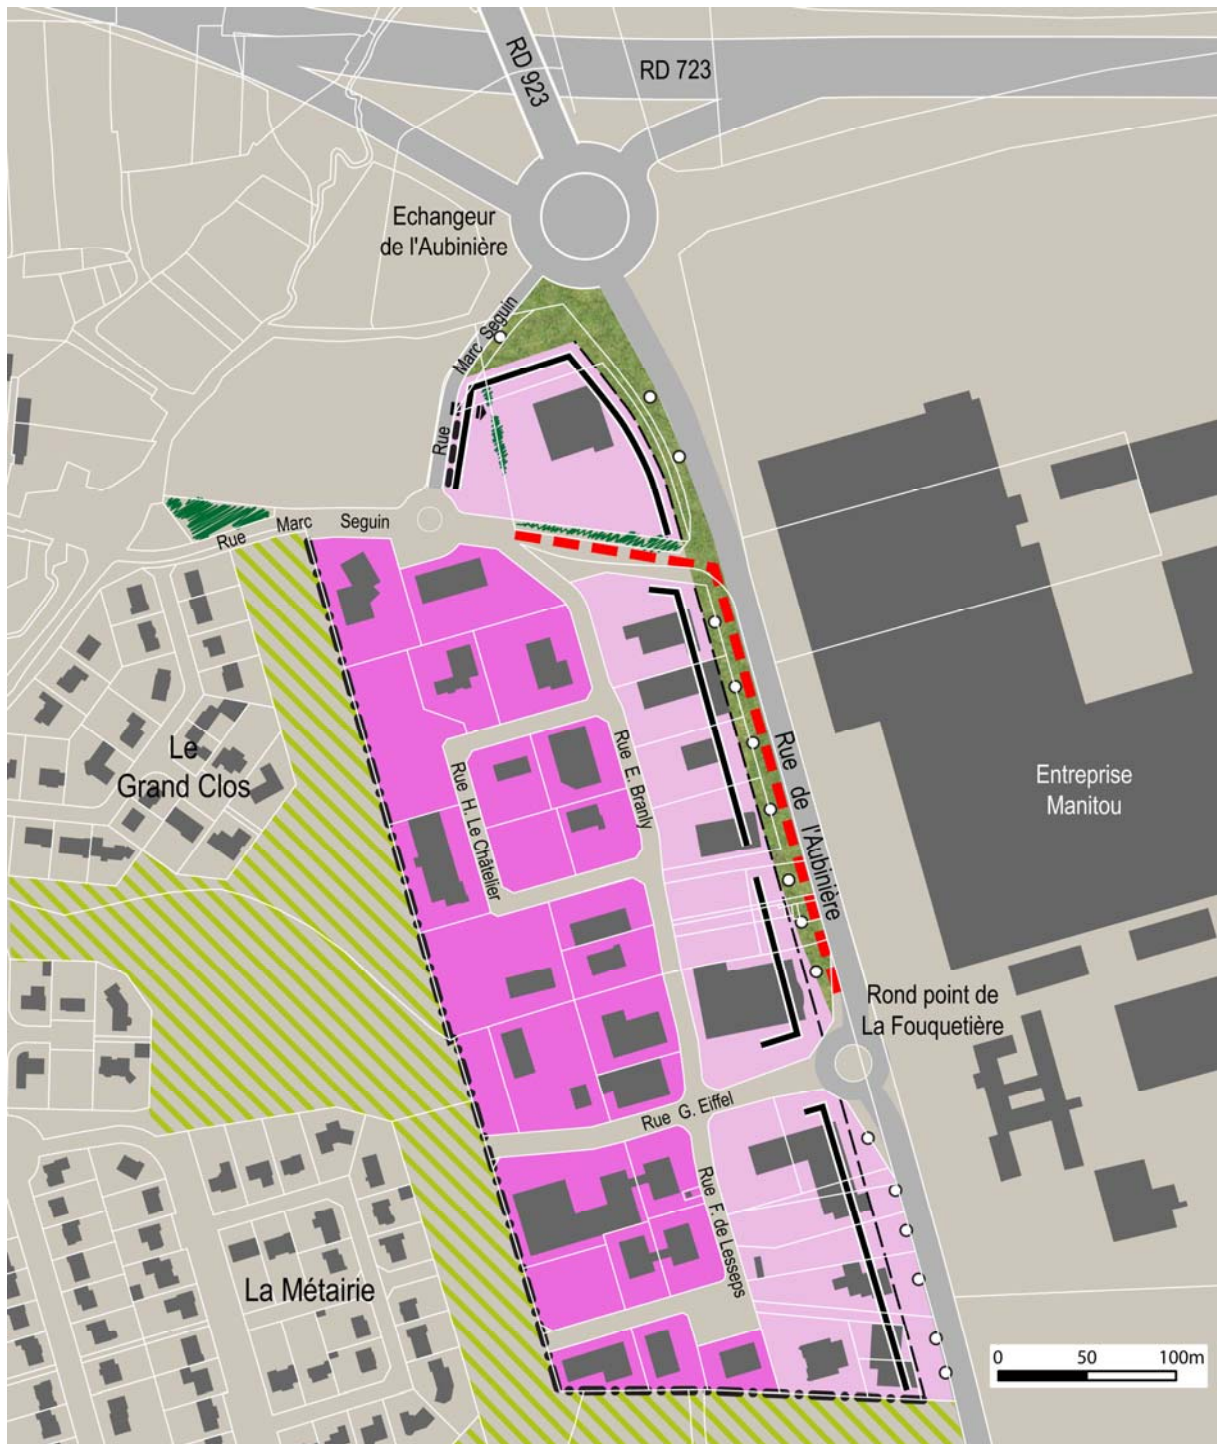 RD 923
RD 723
Echangeur
de l'Aubinière
Rue Marc Seguin
Rue Marc Seguin
Le
Grand Clos
Rue H. Le Châtelier
Rue E. Branly
Rue de l'Aubinière
Entreprise
Manitou
Rond point de
La Fouquetière
Rue G. Eiffel
Rue F. de Lesseps
La Métairie
0 50 100m